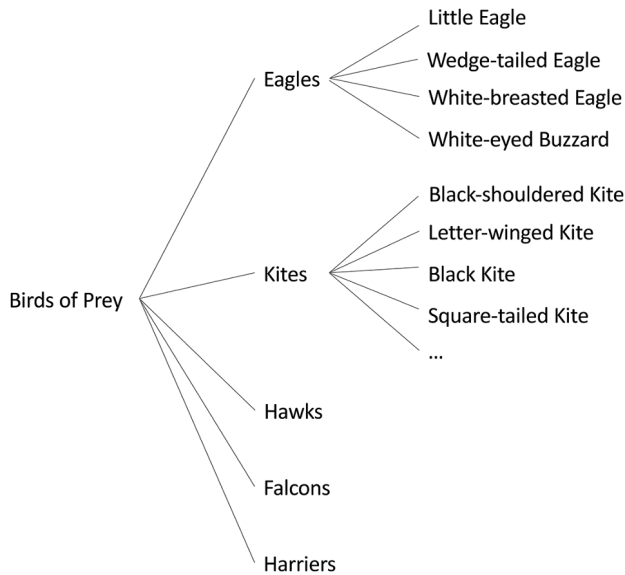 Birds of Prey
Eagles
Little Eagle
Wedge-tailed Eagle
White-breasted Eagle
White-eyed Buzzard
Kites
Black-shouldered Kite
Letter-winged Kite
Black Kite
Square-tailed Kite
...
Hawks
Falcons
Harriers